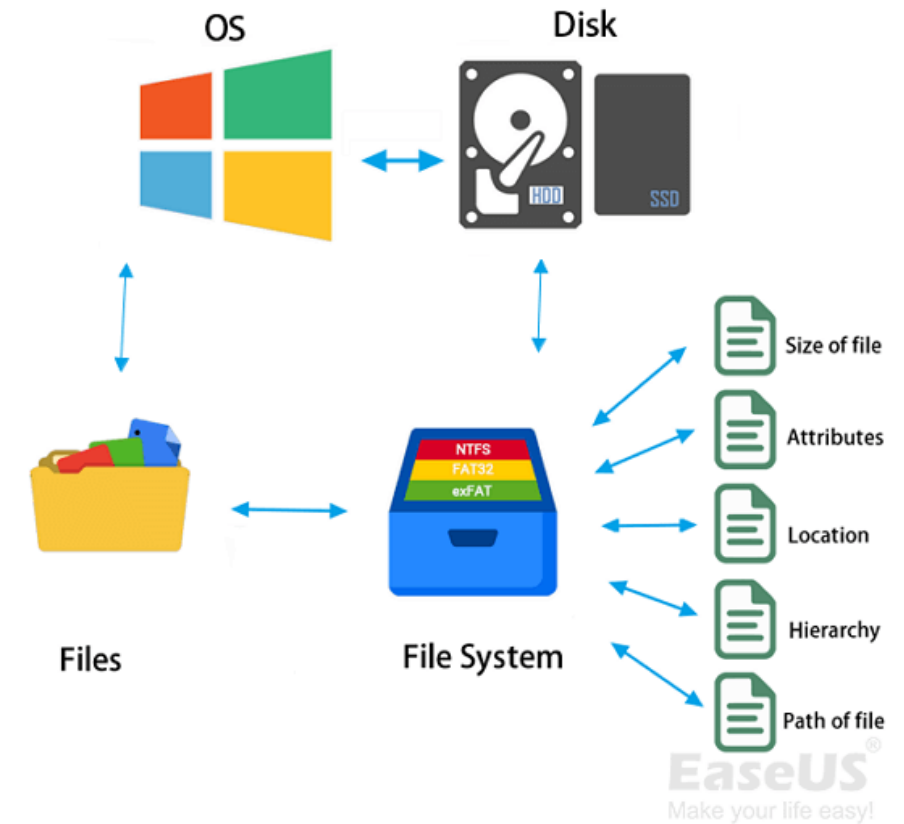 OS
Disk
HDD
SSD
Size of file
NTFS
FAT32
exFAT
Attributes
Location
Hierarchy
Files
File System
Path of file
EaseUS®
Make your life easy!